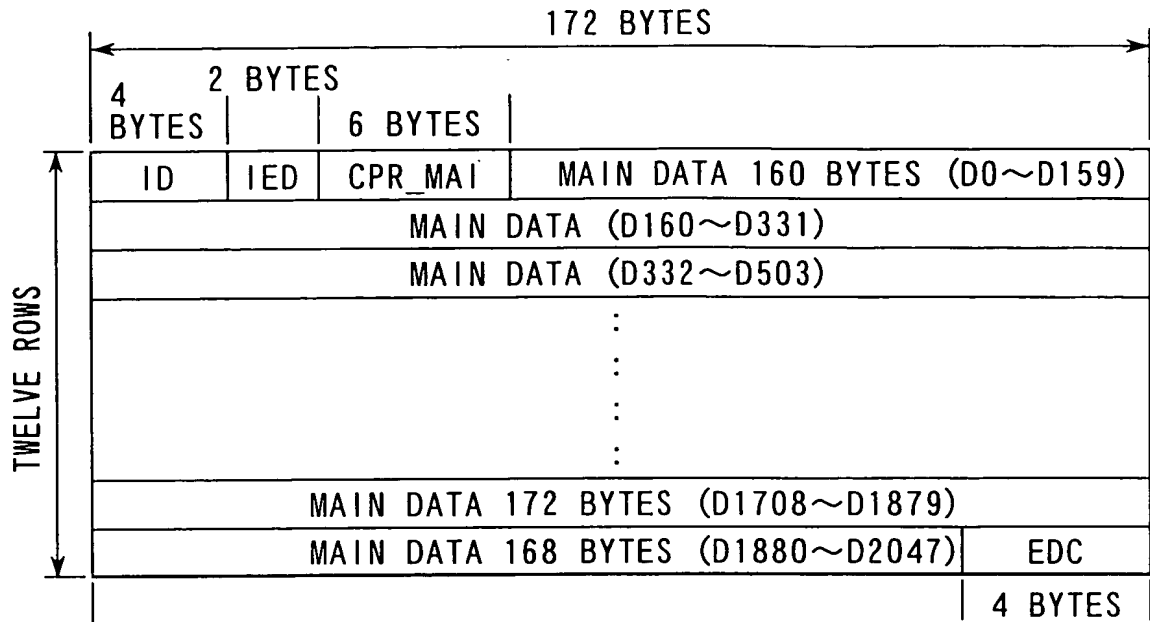 172 BYTES
4
BYTES
2 BYTES
6 BYTES
ID IED CPR_MAI MAIN DATA 160 BYTES (D0～D159)
MAIN DATA (D160～D331)
MAIN DATA (D332～D503)
TWELVE ROWS
MAIN DATA 172 BYTES (D1708～D1879)
MAIN DATA 168 BYTES (D1880～D2047) EDC
4 BYTES